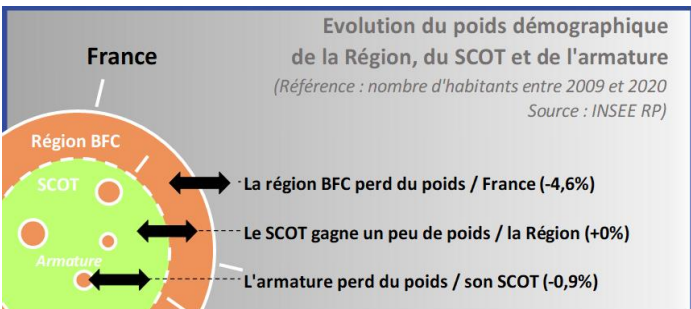 Evolution du poids démographique
de la Région, du SCOT et de l'armature
(Référence : nombre d'habitants entre 2009 et 2020
Source : INSEE RP)
France
Région BFC
SCOT
Armature
La région BFC perd du poids / France (-4,6%)
Le SCOT gagne un peu de poids / la Région (+0%)
L'armature perd du poids / son SCOT (-0,9%)